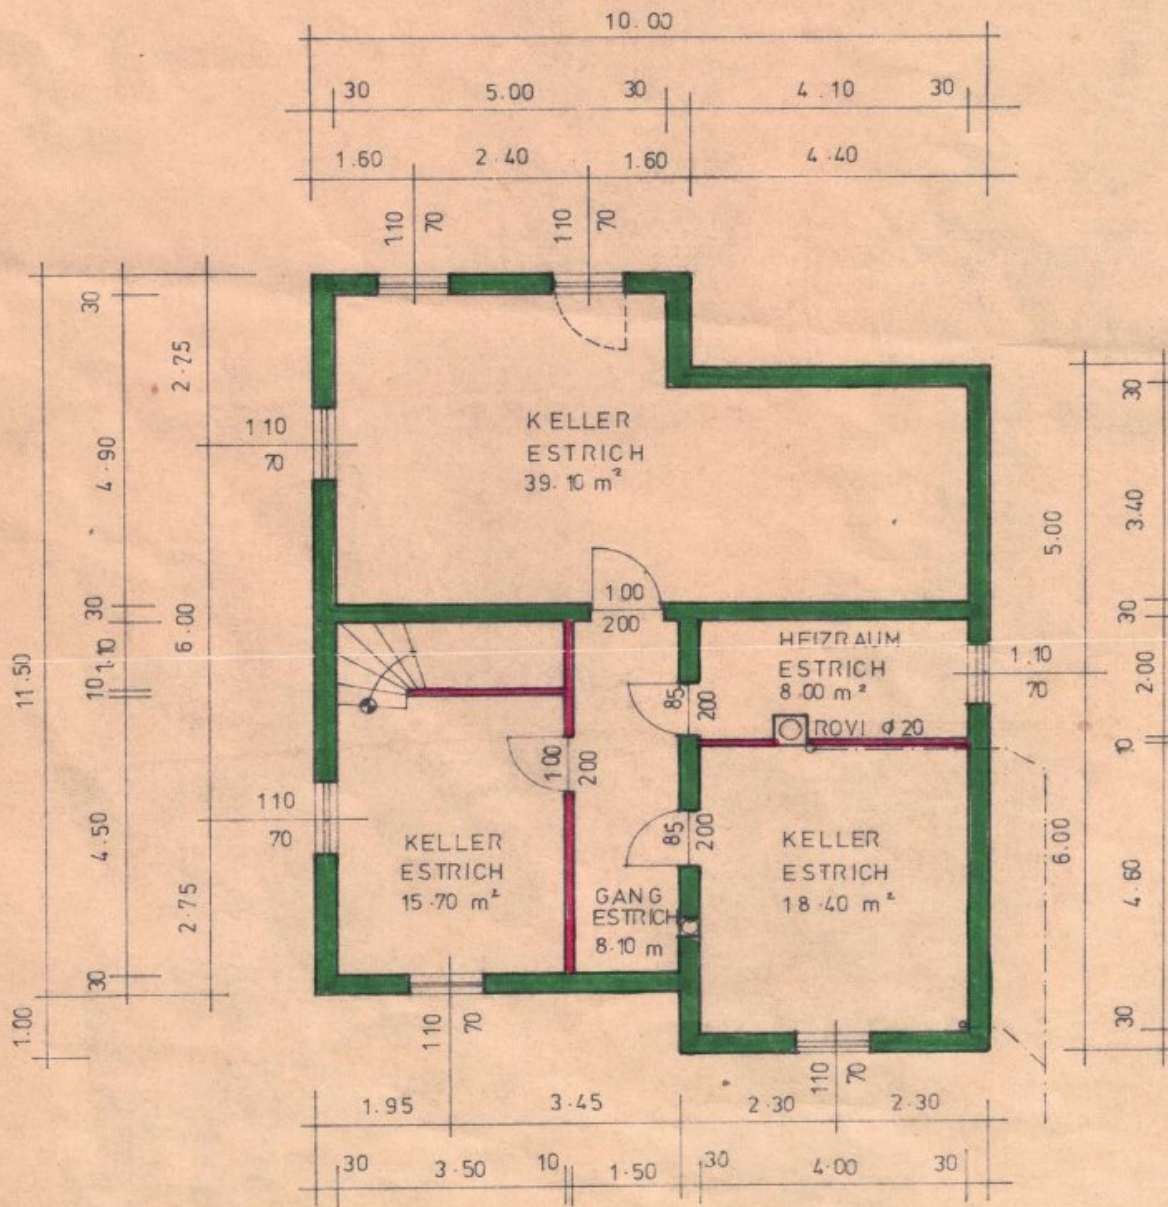 10.00
30 5.00 30 4.10 30
1.60 2.40 1.60 4.40
110 70 110 70
30
2.75
110
70
4.90
KELLER
ESTRICH
39.10 m²
30
3.40
5.00
30
6.00
1.10
10
11.50
100
200
30
HEIZRAUM
ESTRICH
8.00 m²
1.10
70
2.00
85
200
ROVI ø 20
10
100
200
110
70
4.50
KELLER
ESTRICH
15.70 m²
85
200
KELLER
ESTRICH
18.40 m²
6.00
4.60
GANG
ESTRICH
8.10 m
2.75
30
1.00
110 70
110 70
30
1.95 3.45 2.30 2.30
30 3.50 10 1.50 30 4.00 30